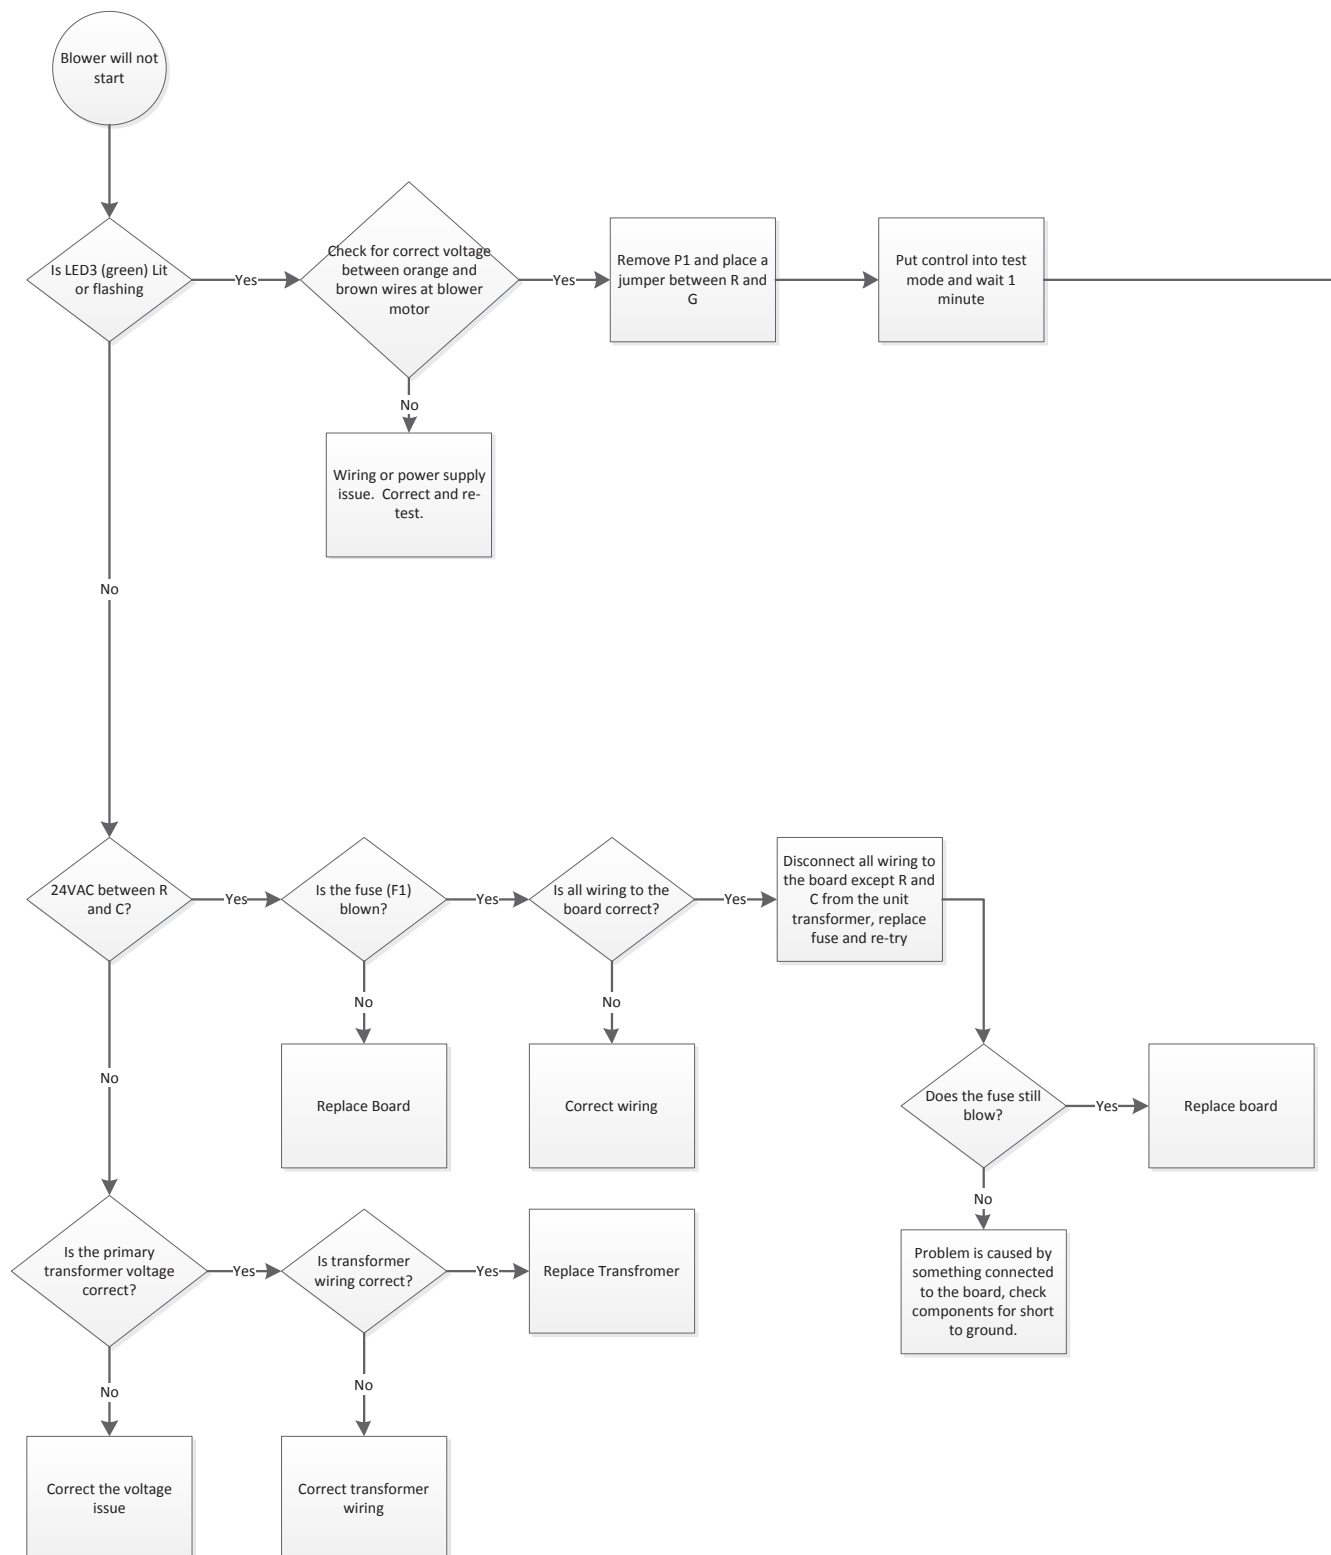 Blower will not
start
Is LED3 (green) Lit
or flashing
Yes
Check for correct voltage
between orange and
brown wires at blower
motor
Yes
Remove P1 and place a
jumper between R and
G
Put control into test
mode and wait 1
minute
No
Wiring or power supply
issue.  Correct and re-
test.
No
24VAC between R
and C?
Yes
Is the fuse (F1)
blown?
Yes
Is all wiring to the
board correct?
Yes
Disconnect all wiring to
the board except R and
C from the unit
transformer, replace
fuse and re-try
No
Replace Board
No
Correct wiring
Does the fuse still
blow?
Yes
Replace board
No
Problem is caused by
something connected
to the board, check
components for short
to ground.
No
Is the primary
transformer voltage
correct?
Yes
Is transformer
wiring correct?
Yes
Replace Transfromer
No
Correct the voltage
issue
No
Correct transformer
wiring